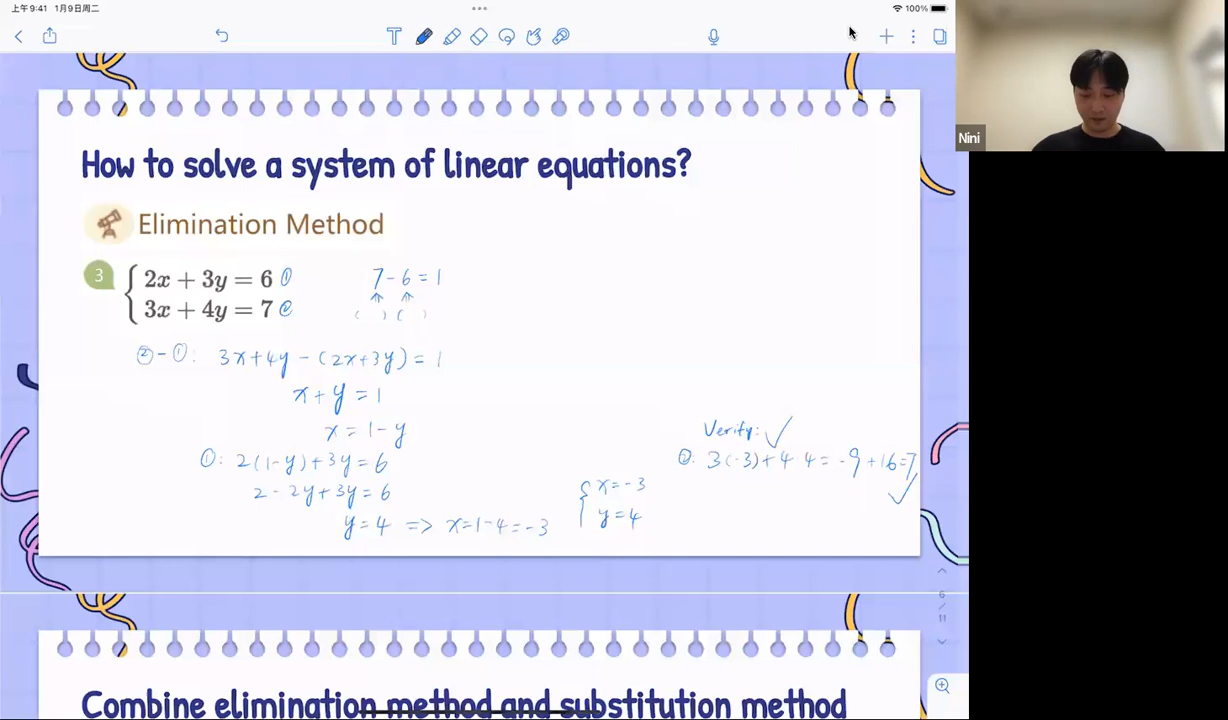 上午9:41 1月9日周二
100%
Nini
How to solve a system of linear equations?
Elimination Method
3
2x + 3y = 6 ①
3x + 4y = 7 ②
7 - 6 = 1
( ) ( )
② - ①: 3x+4y - (2x+3y) = 1
x + y = 1
x = 1 - y
①: 2(1-y)+3y = 6
2 - 2y + 3y = 6
y = 4 => x = 1 - 4 = -3
{ x = -3
y = 4
Verify: ✓
②: 3(-3)+4 4 = -9 + 16 = 7
✓
6
/
11
Combine elimination method and substitution method